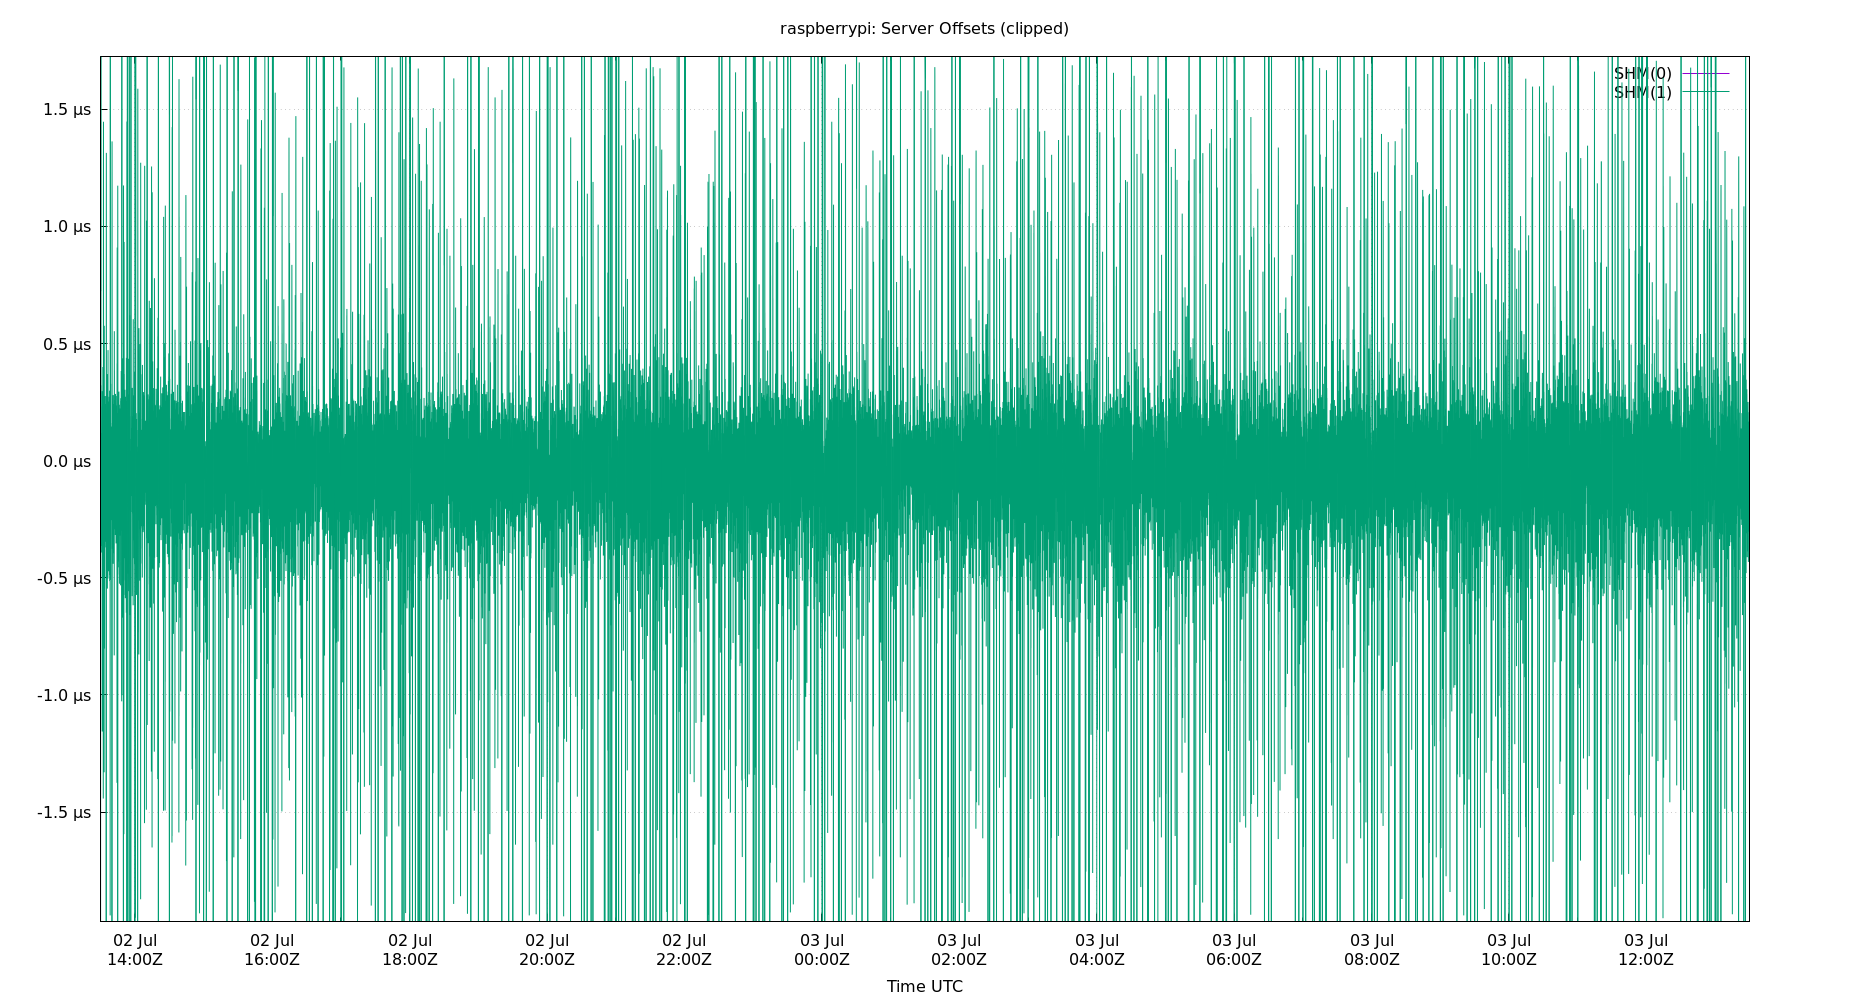 raspberrypi: Server Offsets (clipped)
SHM(0)
SHM(1)
1.5 µs
1.0 µs
0.5 µs
0.0 µs
-0.5 µs
-1.0 µs
-1.5 µs
02 Jul 02 Jul 02 Jul 02 Jul 02 Jul 03 Jul 03 Jul 03 Jul 03 Jul 03 Jul 03 Jul 03 Jul
14:00Z 16:00Z 18:00Z 20:00Z 22:00Z 00:00Z 02:00Z 04:00Z 06:00Z 08:00Z 10:00Z 12:00Z
Time UTC